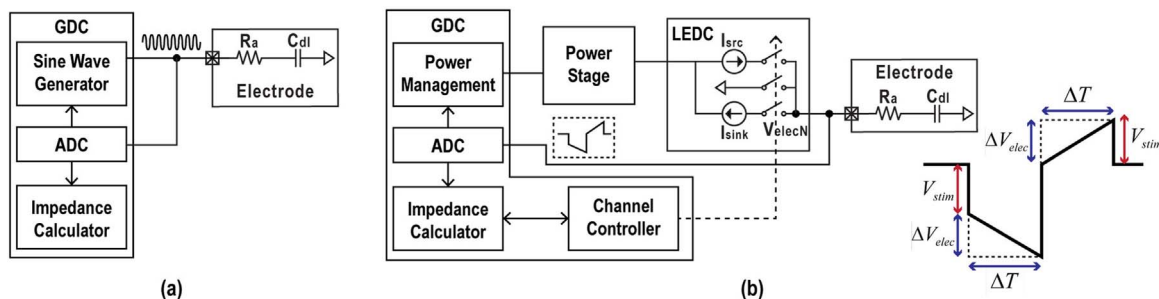 GDC
Sine Wave
Generator
ADC
Impedance
Calculator
Ra
Cdl
Electrode
(a)
GDC
Power
Management
ADC
Impedance
Calculator
Channel
Controller
Power
Stage
LEDC
Isrc
Isink
VelecN
Electrode
Ra
Cdl
(b)
ΔT
ΔVelec
Vstim
Vstim
ΔVelec
ΔT